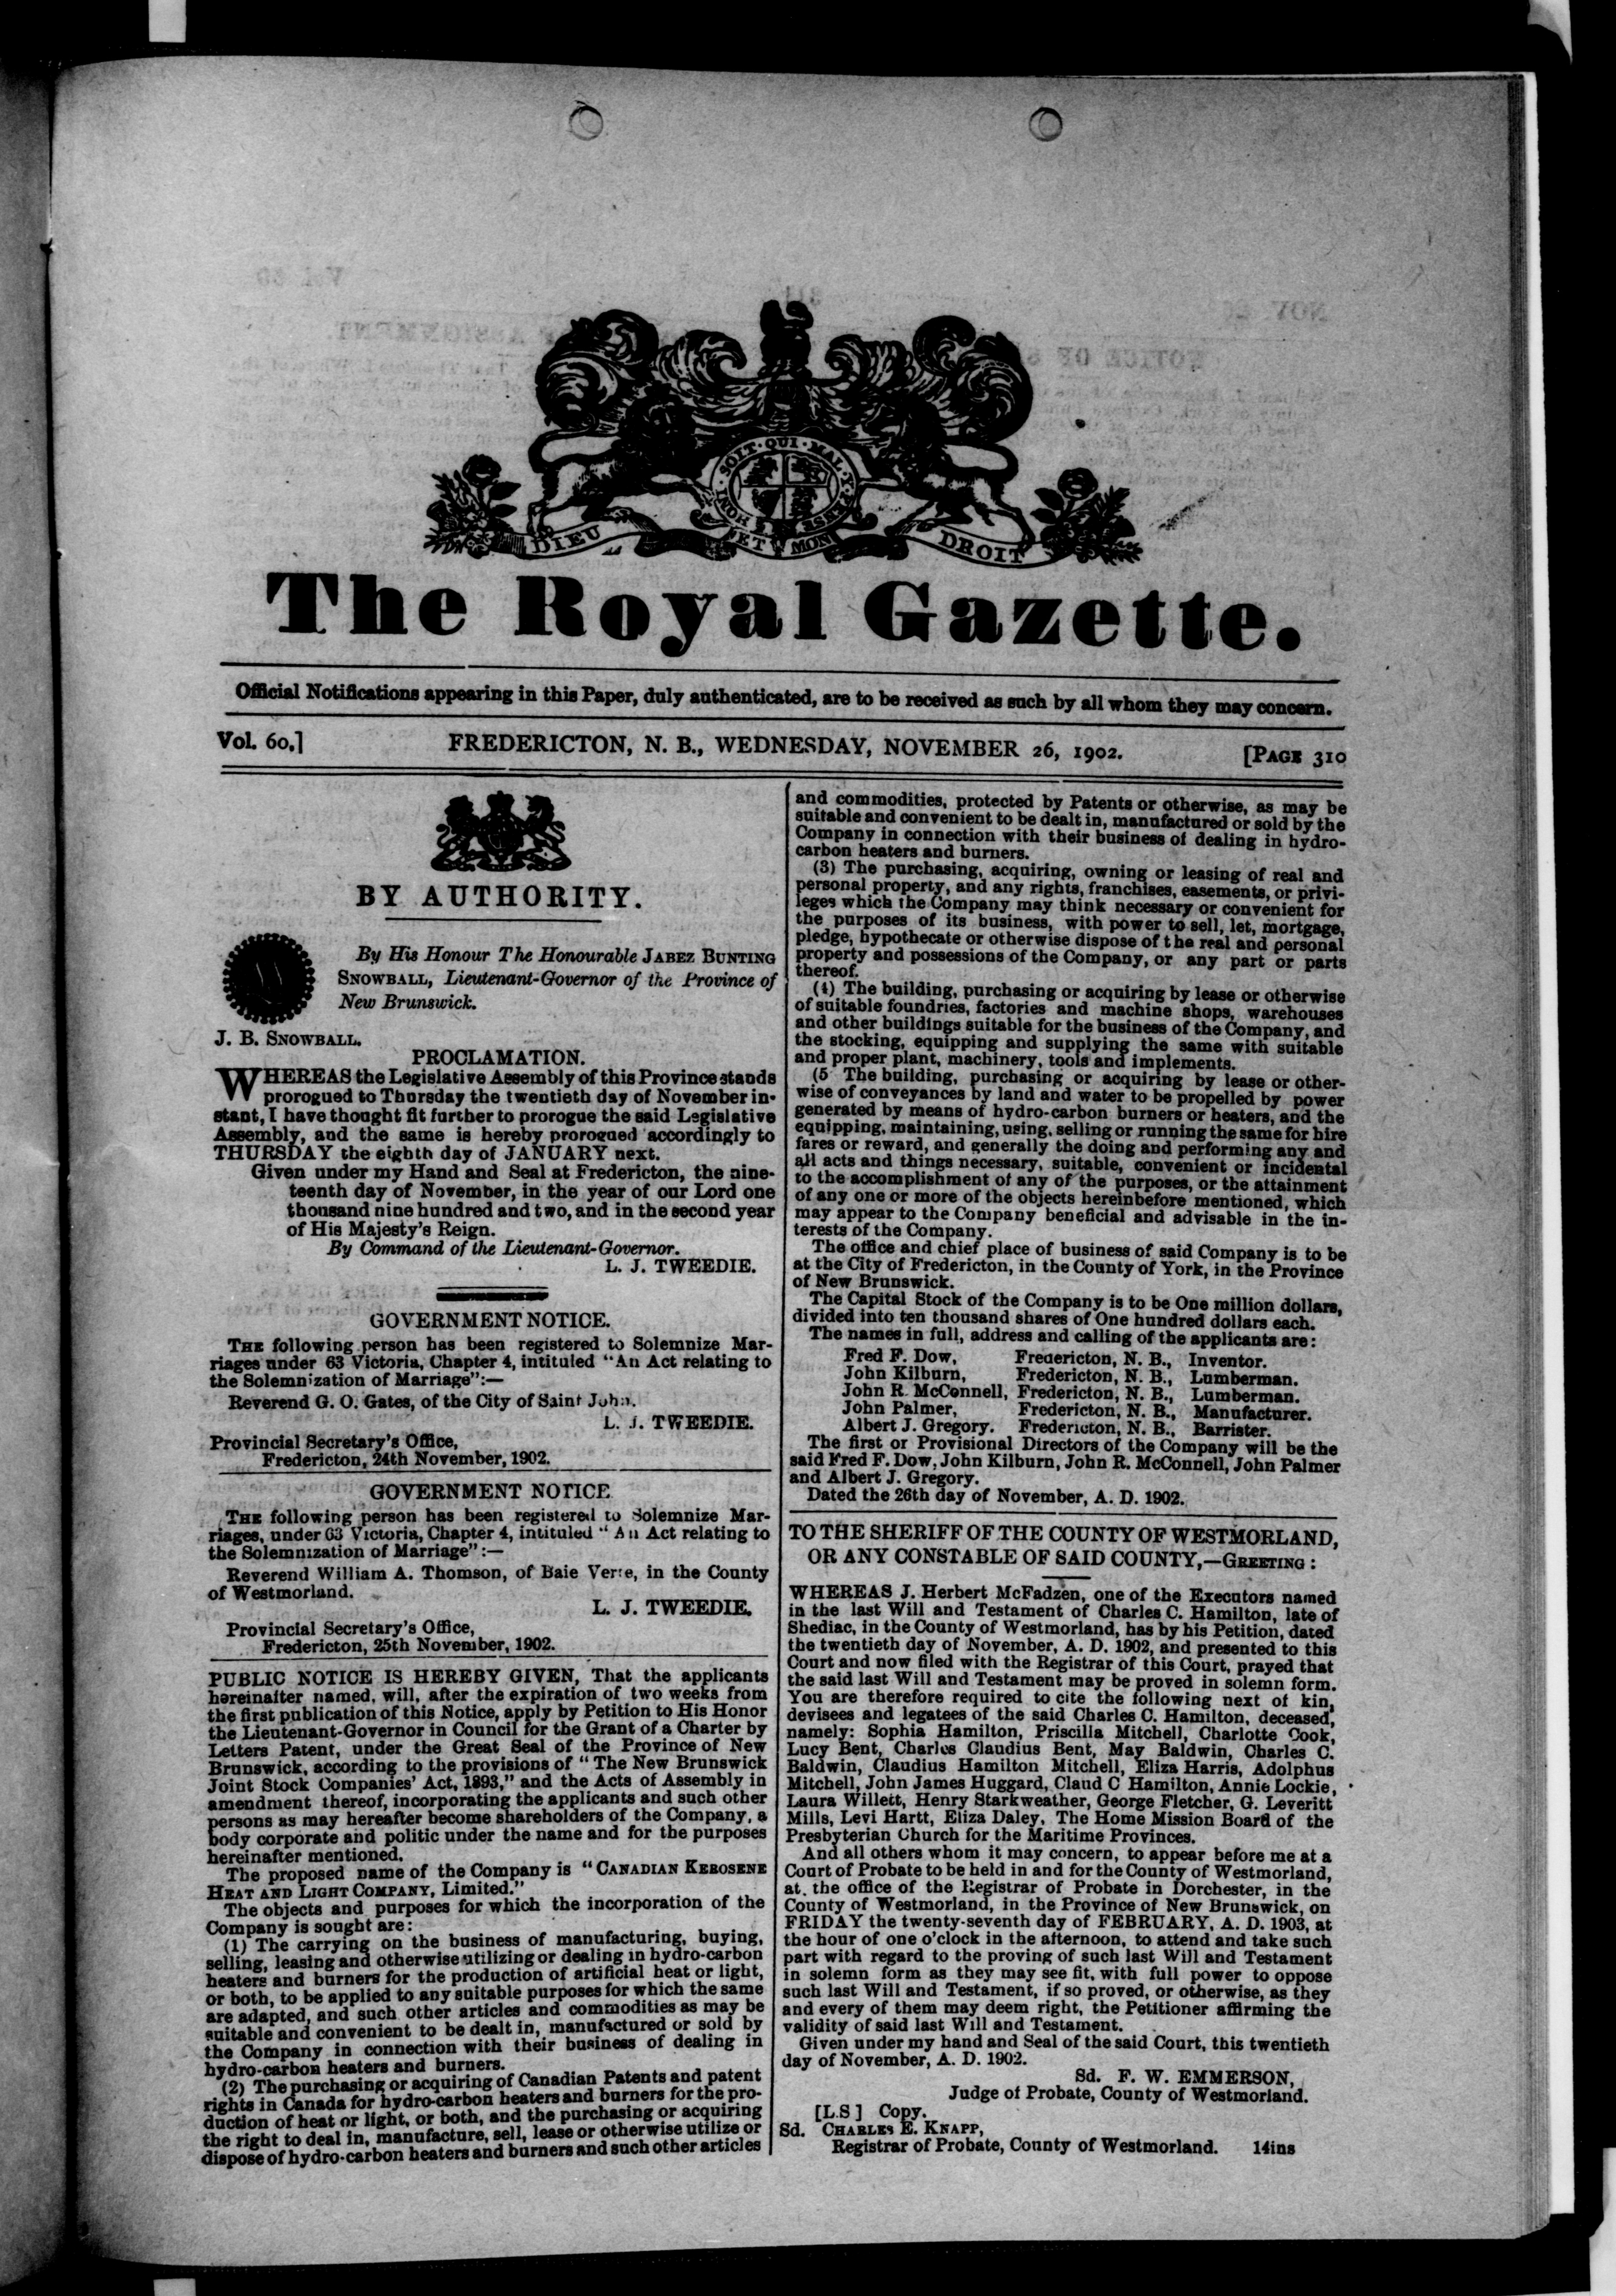 HONI · SOIT · QUI · MAL · Y · PENSE
DIEU ET MON DROIT
The Royal Gazette.
Official Notifications appearing in this Paper, duly authenticated, are to be received as such by all whom they may concern.
Vol. 60.] FREDERICTON, N. B., WEDNESDAY, NOVEMBER 26, 1902. [PAGE 310
BY AUTHORITY.
By His Honour The Honourable JABEZ BUNTING
SNOWBALL, Lieutenant-Governor of the Province of
New Brunswick.
J. B. SNOWBALL.
PROCLAMATION.
WHEREAS the Legislative Assembly of this Province stands
prorogued to Thursday the twentieth day of November in-
stant, I have thought fit further to prorogue the said Legislative
Assembly, and the same is hereby prorogued accordingly to
THURSDAY the eighth day of JANUARY next.
Given under my Hand and Seal at Fredericton, the nine-
teenth day of November, in the year of our Lord one
thousand nine hundred and two, and in the second year
of His Majesty's Reign.
By Command of the Lieutenant-Governor.
L. J. TWEEDIE.
GOVERNMENT NOTICE.
THE following person has been registered to Solemnize Mar-
riages under 63 Victoria, Chapter 4, intituled "An Act relating to
the Solemnization of Marriage":—
Reverend G. O. Gates, of the City of Saint John.
L. J. TWEEDIE.
Provincial Secretary's Office,
Fredericton, 24th November, 1902.
GOVERNMENT NOTICE
THE following person has been registered to Solemnize Mar-
riages, under 63 Victoria, Chapter 4, intituled "An Act relating to
the Solemnization of Marriage":—
Reverend William A. Thomson, of Baie Verte, in the County
of Westmorland.
L. J. TWEEDIE.
Provincial Secretary's Office,
Fredericton, 25th November, 1902.
PUBLIC NOTICE IS HEREBY GIVEN, That the applicants
hereinafter named, will, after the expiration of two weeks from
the first publication of this Notice, apply by Petition to His Honor
the Lieutenant-Governor in Council for the Grant of a Charter by
Letters Patent, under the Great Seal of the Province of New
Brunswick, according to the provisions of "The New Brunswick
Joint Stock Companies' Act, 1893," and the Acts of Assembly in
amendment thereof, incorporating the applicants and such other
persons as may hereafter become shareholders of the Company, a
body corporate and politic under the name and for the purposes
hereinafter mentioned.
The proposed name of the Company is "CANADIAN KEROSENE
HEAT AND LIGHT COMPANY, Limited."
The objects and purposes for which the incorporation of the
Company is sought are:
(1) The carrying on the business of manufacturing, buying,
selling, leasing and otherwise utilizing or dealing in hydro-carbon
heaters and burners for the production of artificial heat or light,
or both, to be applied to any suitable purposes for which the same
are adapted, and such other articles and commodities as may be
suitable and convenient to be dealt in, manufactured or sold by
the Company in connection with their business of dealing in
hydro-carbon heaters and burners.
(2) The purchasing or acquiring of Canadian Patents and patent
rights in Canada for hydro-carbon heaters and burners for the pro-
duction of heat or light, or both, and the purchasing or acquiring
the right to deal in, manufacture, sell, lease or otherwise utilize or
dispose of hydro-carbon heaters and burners and such other articles
and commodities, protected by Patents or otherwise, as may be
suitable and convenient to be dealt in, manufactured or sold by the
Company in connection with their business of dealing in hydro-
carbon heaters and burners.
(3) The purchasing, acquiring, owning or leasing of real and
personal property, and any rights, franchises, easements, or privi-
leges which the Company may think necessary or convenient for
the purposes of its business, with power to sell, let, mortgage,
pledge, hypothecate or otherwise dispose of the real and personal
property and possessions of the Company, or any part or parts
thereof.
(4) The building, purchasing or acquiring by lease or otherwise
of suitable foundries, factories and machine shops, warehouses
and other buildings suitable for the business of the Company, and
the stocking, equipping and supplying the same with suitable
and proper plant, machinery, tools and implements.
(5 The building, purchasing or acquiring by lease or other-
wise of conveyances by land and water to be propelled by power
generated by means of hydro-carbon burners or heaters, and the
equipping, maintaining, using, selling or running the same for hire
fares or reward, and generally the doing and performing any and
all acts and things necessary, suitable, convenient or incidental
to the accomplishment of any of the purposes, or the attainment
of any one or more of the objects hereinbefore mentioned, which
may appear to the Company beneficial and advisable in the in-
terests of the Company.
The office and chief place of business of said Company is to be
at the City of Fredericton, in the County of York, in the Province
of New Brunswick.
The Capital Stock of the Company is to be One million dollars,
divided into ten thousand shares of One hundred dollars each.
The names in full, address and calling of the applicants are:
Fred F. Dow, Fredericton, N. B., Inventor.
John Kilburn, Fredericton, N. B., Lumberman.
John R. McConnell, Fredericton, N. B., Lumberman.
John Palmer, Fredericton, N. B., Manufacturer.
Albert J. Gregory. Fredericton, N. B., Barrister.
The first or Provisional Directors of the Company will be the
said Fred F. Dow, John Kilburn, John R. McConnell, John Palmer
and Albert J. Gregory.
Dated the 26th day of November, A. D. 1902.
TO THE SHERIFF OF THE COUNTY OF WESTMORLAND,
OR ANY CONSTABLE OF SAID COUNTY,—GREETING:
WHEREAS J. Herbert McFadzen, one of the Executors named
in the last Will and Testament of Charles C. Hamilton, late of
Shediac, in the County of Westmorland, has by his Petition, dated
the twentieth day of November, A. D. 1902, and presented to this
Court and now filed with the Registrar of this Court, prayed that
the said last Will and Testament may be proved in solemn form.
You are therefore required to cite the following next of kin,
devisees and legatees of the said Charles C. Hamilton, deceased,
namely: Sophia Hamilton, Priscilla Mitchell, Charlotte Cook,
Lucy Bent, Charles Claudius Bent, May Baldwin, Charles C.
Baldwin, Claudius Hamilton Mitchell, Eliza Harris, Adolphus
Mitchell, John James Huggard, Claud C Hamilton, Annie Lockie,
Laura Willett, Henry Starkweather, George Fletcher, G. Leveritt
Mills, Levi Hartt, Eliza Daley, The Home Mission Board of the
Presbyterian Church for the Maritime Provinces.
And all others whom it may concern, to appear before me at a
Court of Probate to be held in and for the County of Westmorland,
at the office of the Registrar of Probate in Dorchester, in the
County of Westmorland, in the Province of New Brunswick, on
FRIDAY the twenty-seventh day of FEBRUARY, A. D. 1903, at
the hour of one o'clock in the afternoon, to attend and take such
part with regard to the proving of such last Will and Testament
in solemn form as they may see fit, with full power to oppose
such last Will and Testament, if so proved, or otherwise, as they
and every of them may deem right, the Petitioner affirming the
validity of said last Will and Testament.
Given under my hand and Seal of the said Court, this twentieth
day of November, A. D. 1902.
Sd. F. W. EMMERSON,
Judge of Probate, County of Westmorland.
[L.S ] Copy.
Sd. CHARLES E. KNAPP,
Registrar of Probate, County of Westmorland. 14ins